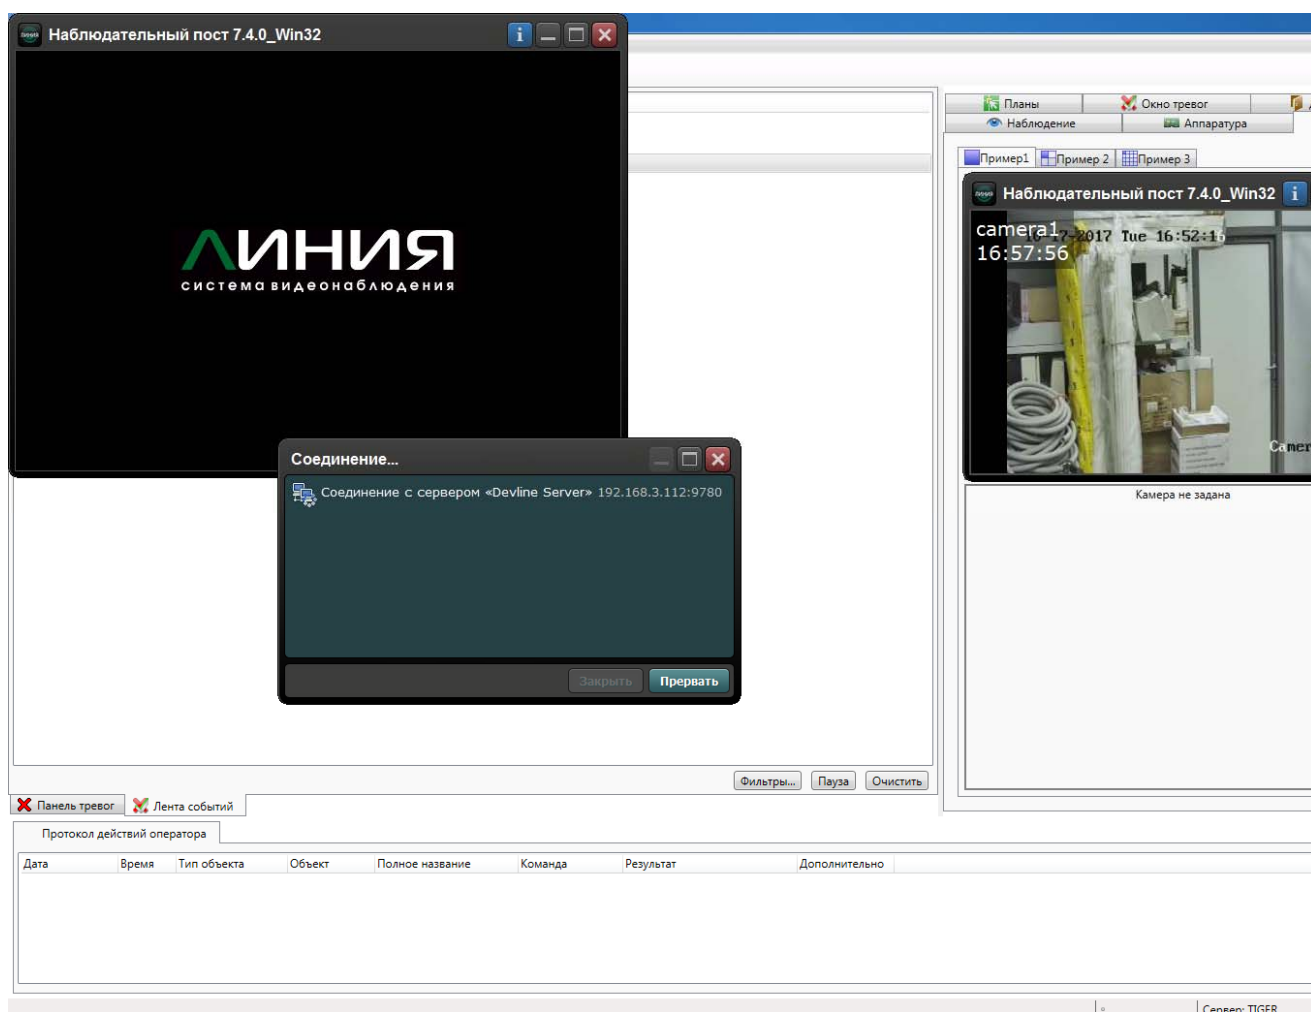 Наблюдательный пост 7.4.0_Win32
ЛИНИЯ
система видеонаблюдения
Соединение...
Соединение с сервером «Devline Server» 192.168.3.112:9780
Закрыть
Прервать
Планы
Окно тревог
Наблюдение
Аппаратура
Пример1
Пример 2
Пример 3
Наблюдательный пост 7.4.0_Win32
camera1
2017 Tue 16:52:16
16:57:56
Камера не задана
Фильтры...
Пауза
Очистить
Панель тревог
Лента событий
Протокол действий оператора
Дата Время Тип объекта Объект Полное название Команда Результат Дополнительно
Сервер: TIGER